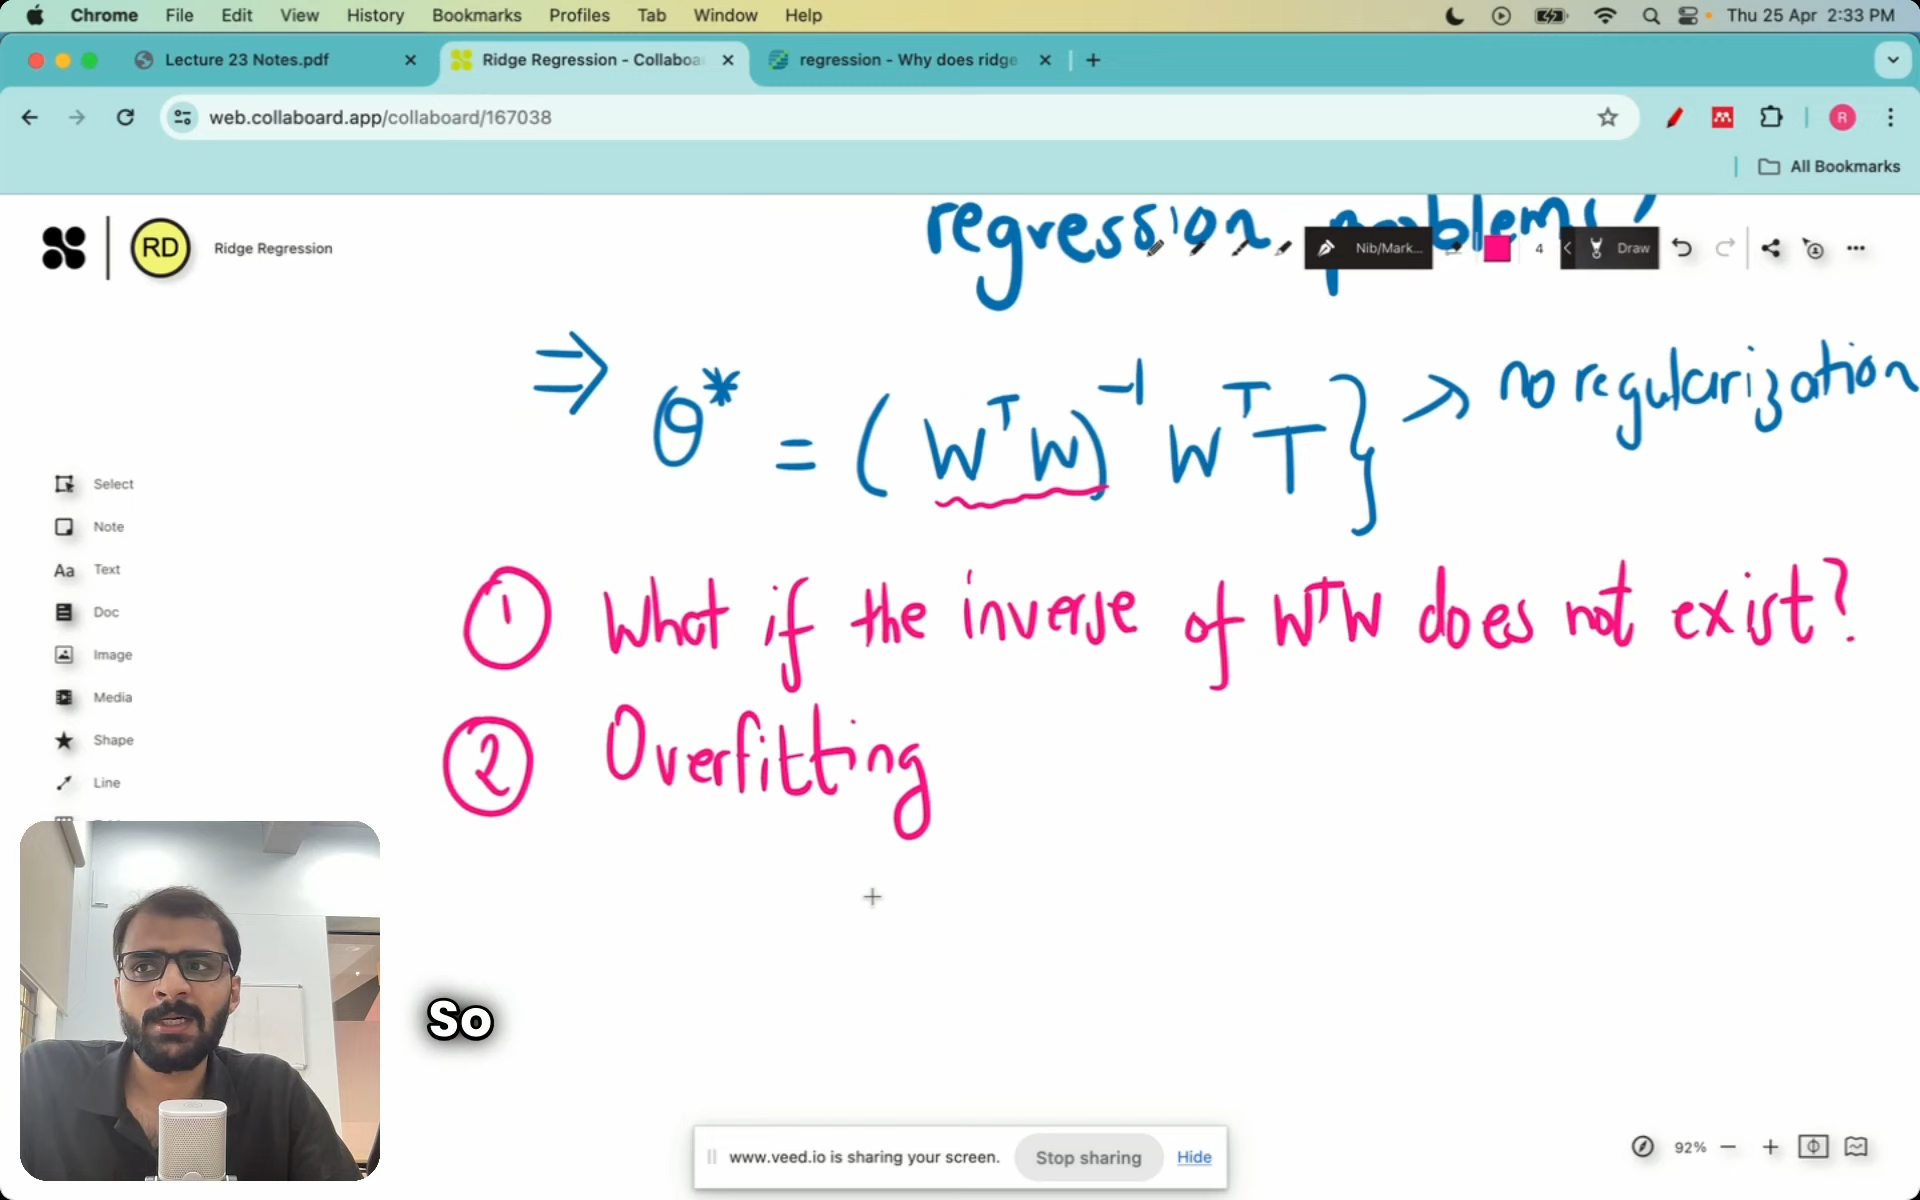 Chrome File Edit View History Bookmarks Profiles Tab Window Help Thu 25 Apr 2:33 PM
Lecture 23 Notes.pdf Ridge Regression - Collaboa regression - Why does ridge
web.collaboard.app/collaboard/167038
All Bookmarks
RD Ridge Regression
regression problems?
Nib/Mark... 4 Draw
⇒ θ* = (WᵀW)⁻¹ WᵀT} → no regularization
Select
Note
Text
Doc
Image
Media
Shape
Line
① What if the inverse of WᵀW does not exist?
② Overfitting
So
www.veed.io is sharing your screen. Stop sharing Hide
92%